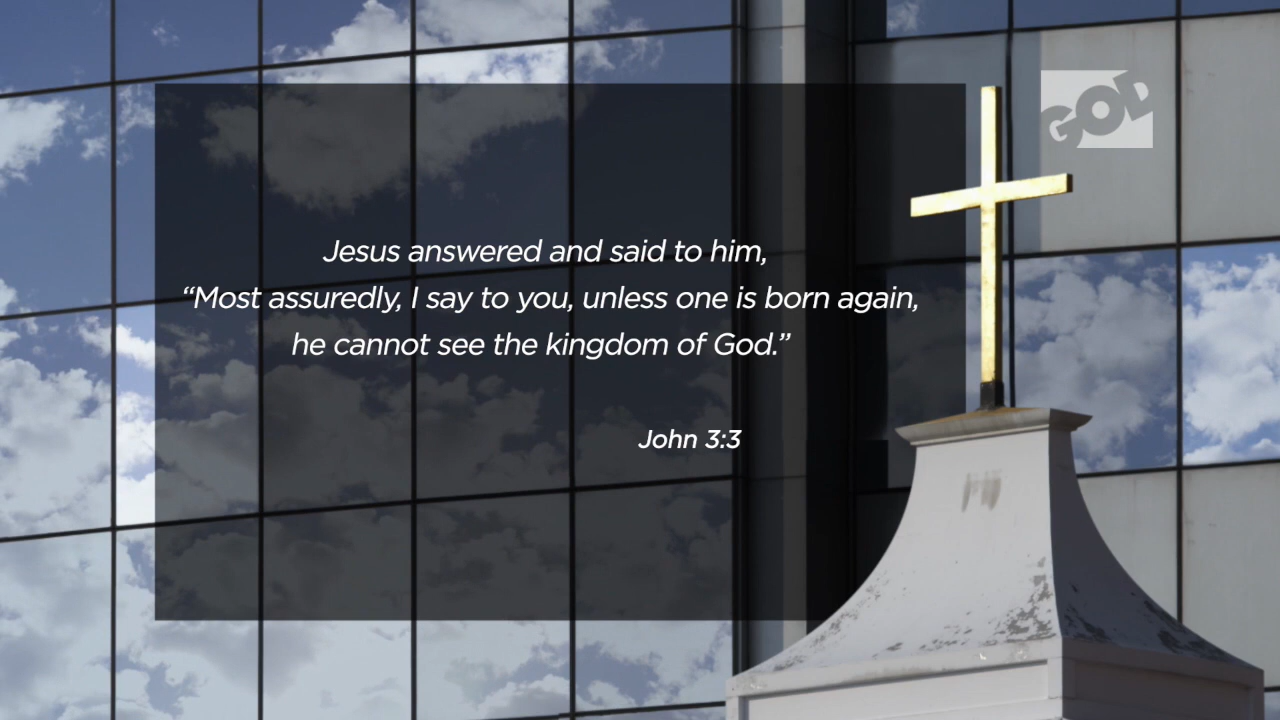 GOD
Jesus answered and said to him,
“Most assuredly, I say to you, unless one is born again,
he cannot see the kingdom of God.”
John 3:3